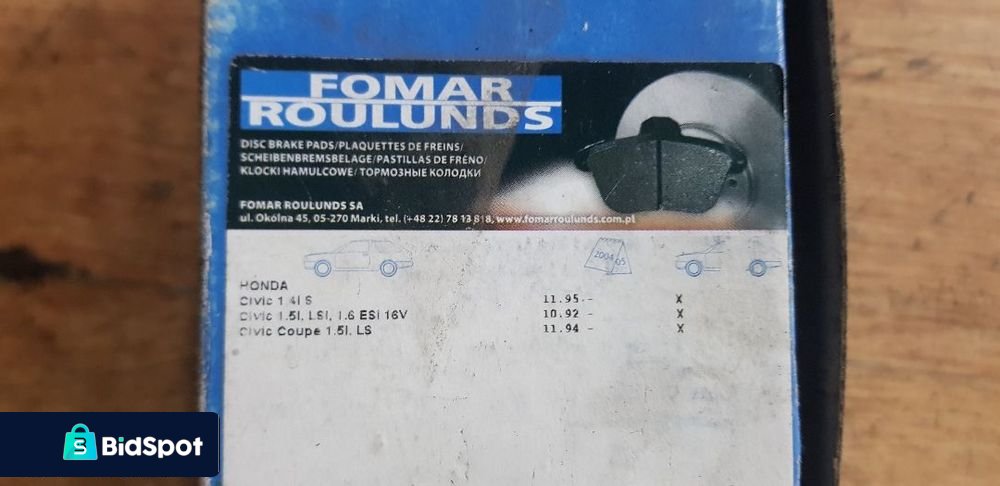 FOMAR
ROULUNDS
DISC BRAKE PADS/PLAQUETTES DE FREINS/
SCHEIBENBREMSBELAGE/PASTILLAS DE FRÉNO/
KLOCKI HAMULCOWE/ТОРМОЗНЫЕ КОЛОДКИ
FOMAR ROULUNDS SA
ul. Okólna 45, 05-270 Marki, tel. (+48 22) 78 13 818, www.fomarroulunds.com.pl
2004 05
HONDA
Civic 1.4I S 11.95- X
Civic 1.5I, LSI, 1.6 ESI 16V 10.92 - X
Civic Coupe 1.5I, LS 11.94 - X
BidSpot